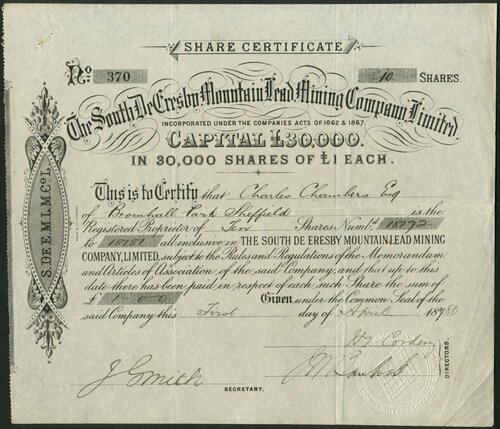 SHARE CERTIFICATE
No. 370 10 SHARES.
The South De Eresby Mountain Lead Mining Company, Limited.
INCORPORATED UNDER THE COMPANIES ACTS OF 1862 & 1867.
CAPITAL £30,000.
IN 30,000 SHARES OF £1 EACH.
This is to Certify that Charles Chambers Esq
of Bromhall Park Sheffield is the
Registered Proprietor of Ten Shares, Numbd. 18172
to 18181 all inclusive in THE SOUTH DE ERESBY MOUNTAIN LEAD MINING
COMPANY, LIMITED, subject to the Rules and Regulations of the Memorandum
and Articles of Association of the said Company; and that up to this
date there has been paid in respect of each such Share the sum of
£ 1-0-0 Given under the Common Seal of the
said Company this First day of April 1880
H. Cordery
J Smith
SECRETARY.
DIRECTORS.
S. DE E. M. L. M. CO. L.